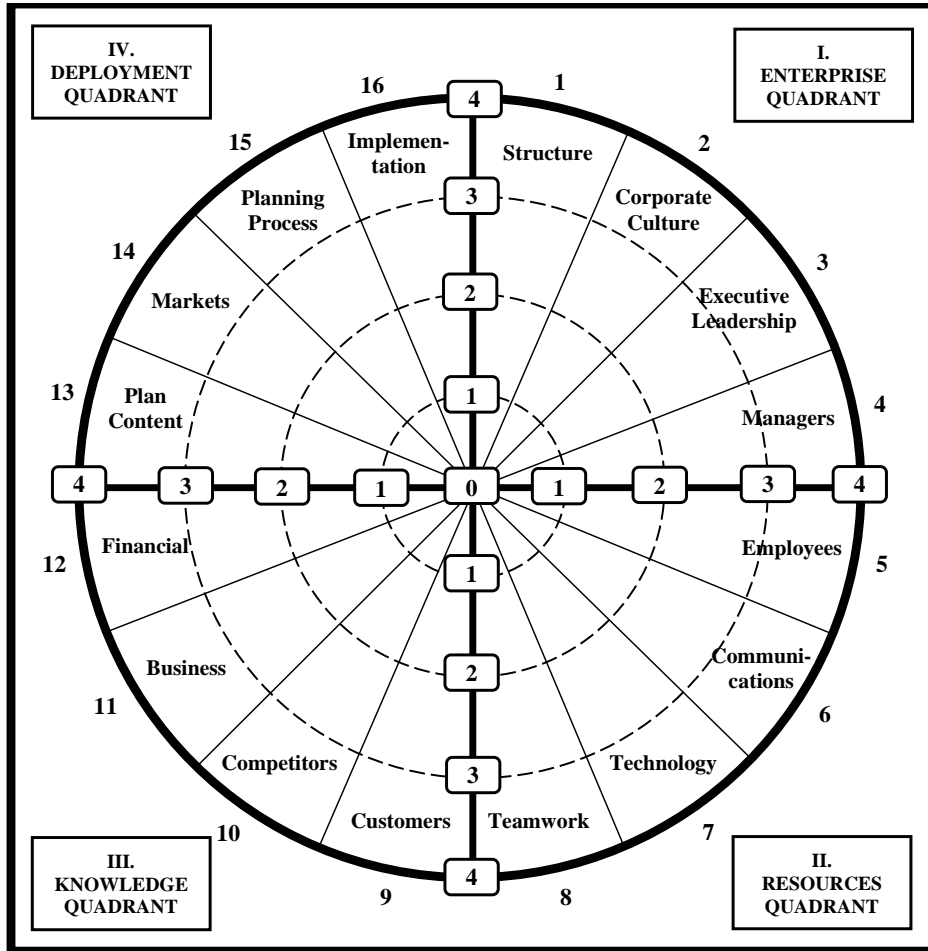 IV.
DEPLOYMENT
QUADRANT
I.
ENTERPRISE
QUADRANT
16
4
1
15
Implemen-
tation
Structure
2
Planning
Process
3
Corporate
Culture
14
3
Markets
2
Executive
Leadership
13
Plan
Content
1
Managers
4
4
3
2
1
0
1
2
3
4
12
Financial
1
Employees
5
11
Business
2
Communi-
cations
6
10
Competitors
3
Technology
7
Customers
Teamwork
9
4
8
III.
KNOWLEDGE
QUADRANT
II.
RESOURCES
QUADRANT